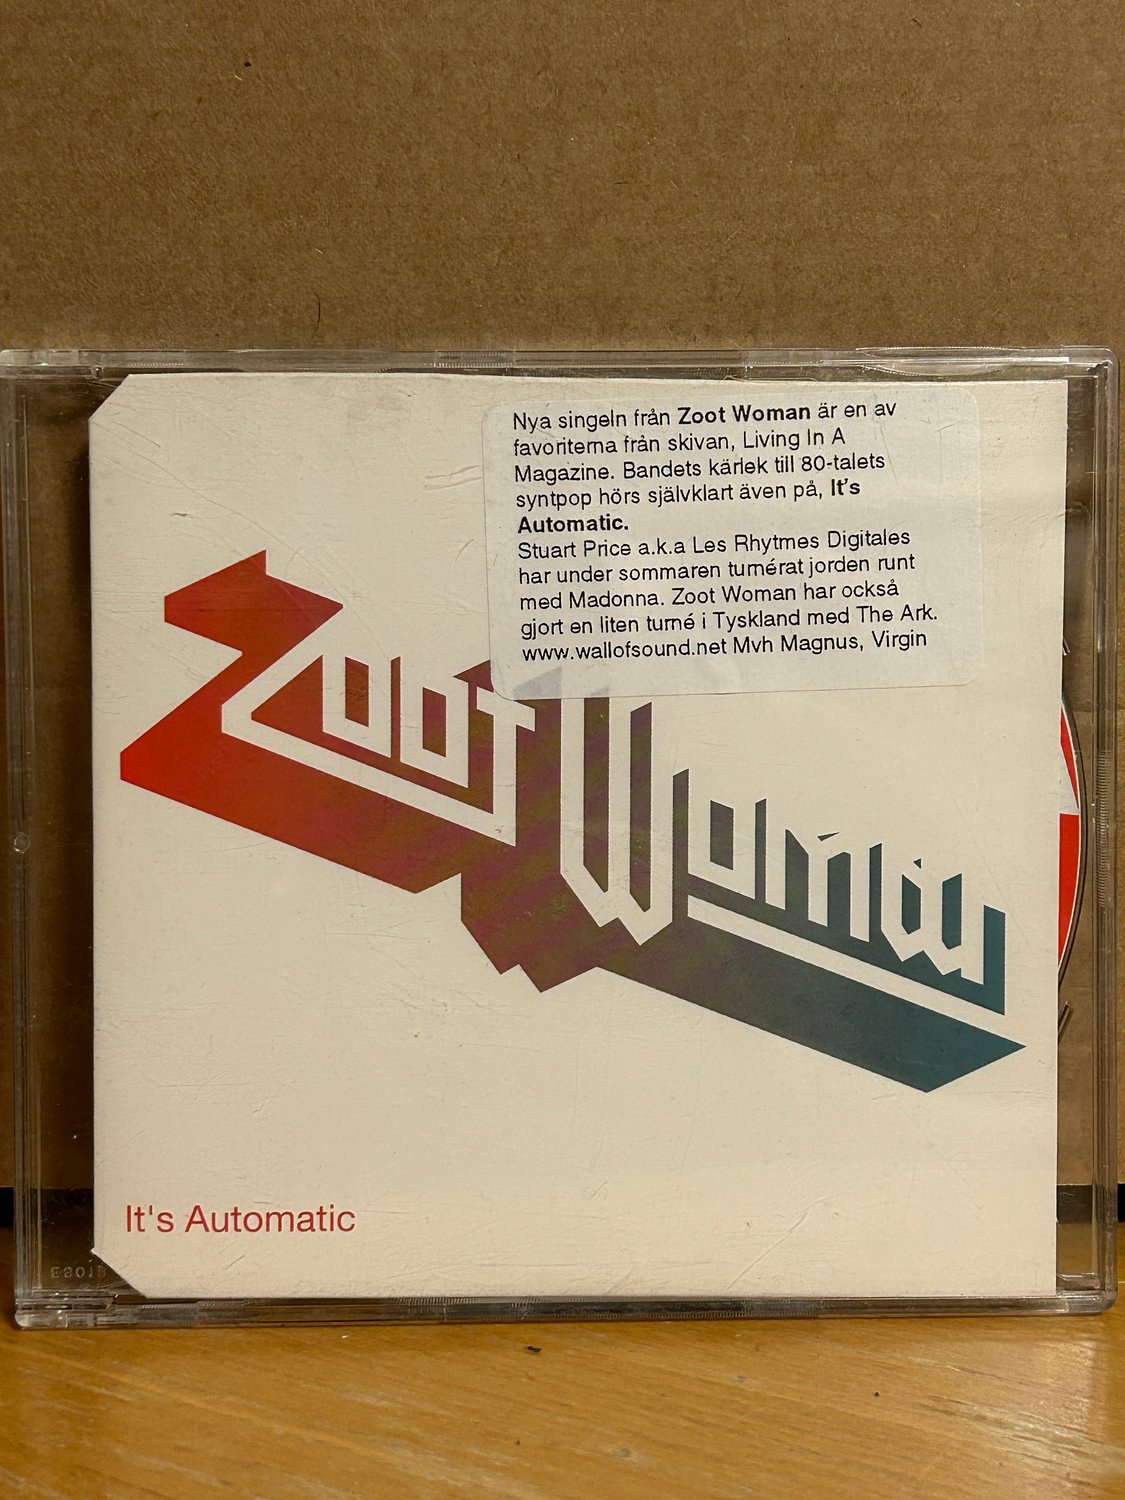 Nya singeln från Zoot Woman är en av
favoriterna från skivan, Living In A
Magazine. Bandets kärlek till 80-talets
syntpop hörs självklart även på, It's
Automatic.
Stuart Price a.k.a Les Rhytmes Digitales
har under sommaren turnérat jorden runt
med Madonna. Zoot Woman har också
gjort en liten turné i Tyskland med The Ark.
www.wallofsound.net Mvh Magnus, Virgin
Zoot Woman
It's Automatic